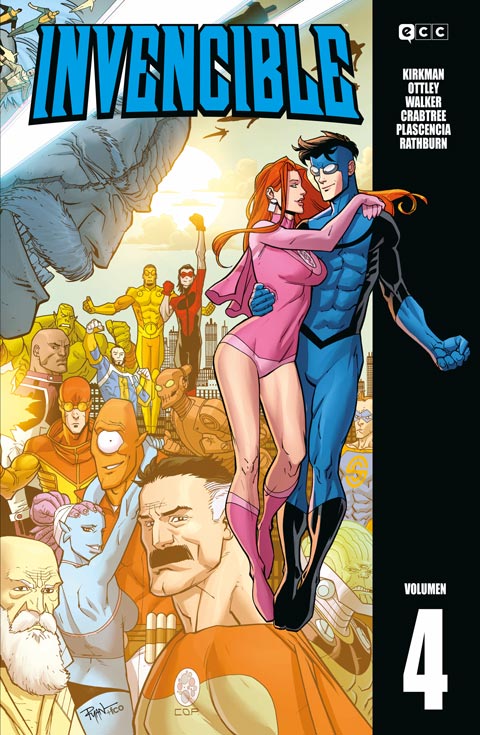 ecc
INVENCIBLE
KIRKMAN
OTTLEY
WALKER
CRABTREE
PLASCENCIA
RATHBURN
VOLUMEN
4
C.O.P.